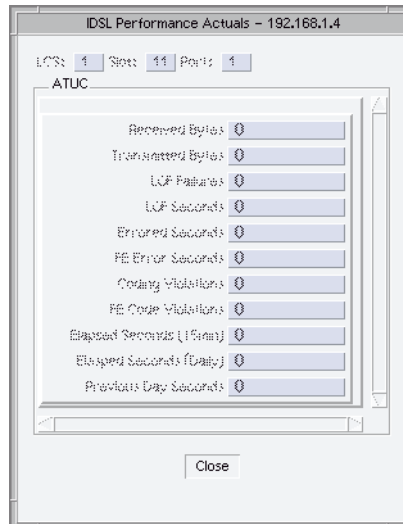 IDSL Performance Actuals – 192.168.1.4
LCS: 1 Slot: 11 Port: 1
ATUC
Received Bytes 0
Transmitted Bytes 0
LOF Failures 0
LOF Seconds 0
Errored Seconds 0
FE Error Seconds 0
Coding Violations 0
FE Code Violations 0
Elapsed Seconds (15min) 0
Elapsed Seconds (Daily) 0
Previous Day Seconds 0
Close